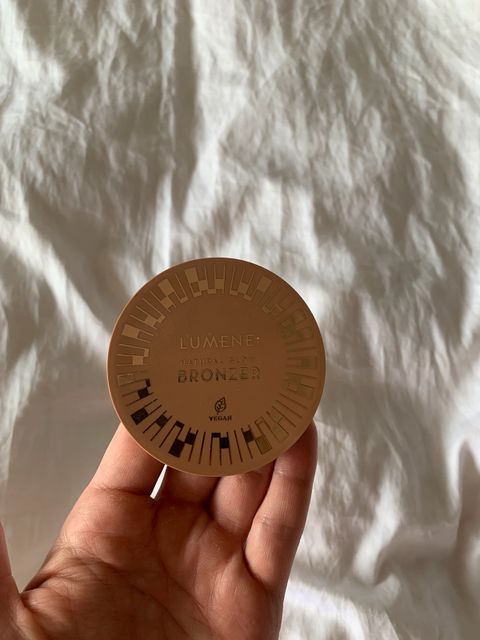 LUMENE
NATURAL GLOW
BRONZER
VEGAN